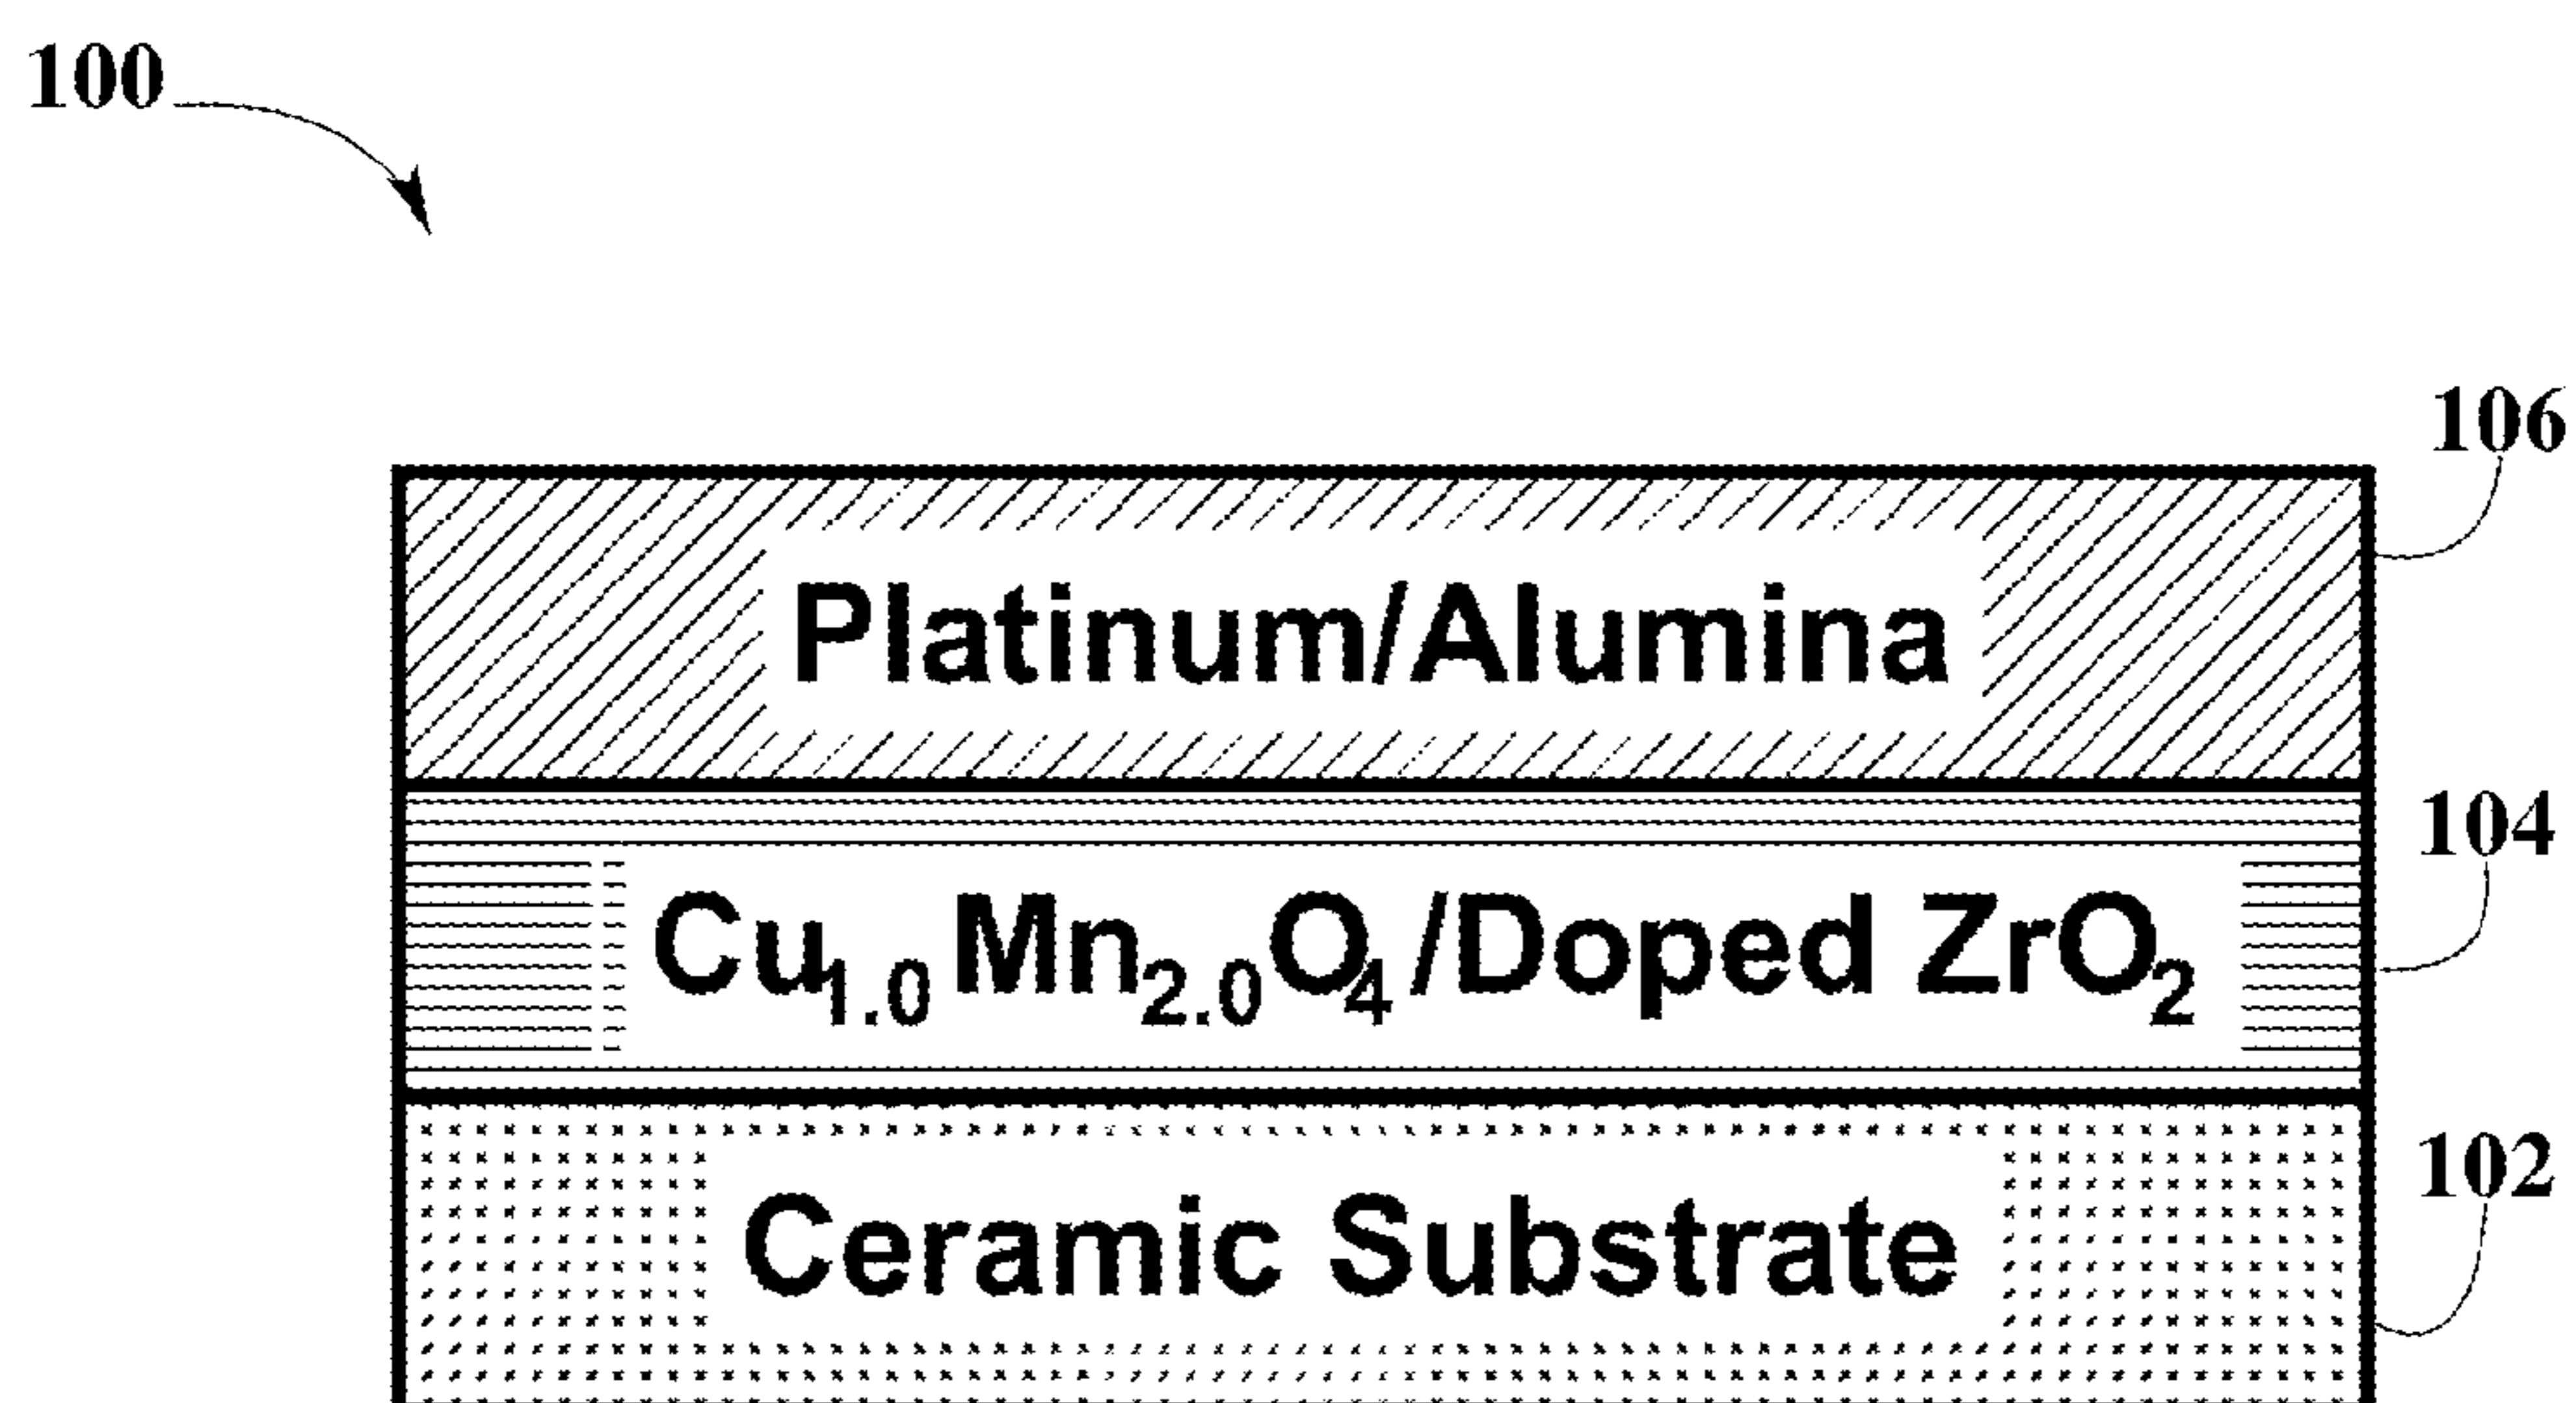 100
106
Platinum/Alumina
104
Cu₁.₀Mn₂.₀O₄/Doped ZrO₂
102
Ceramic Substrate